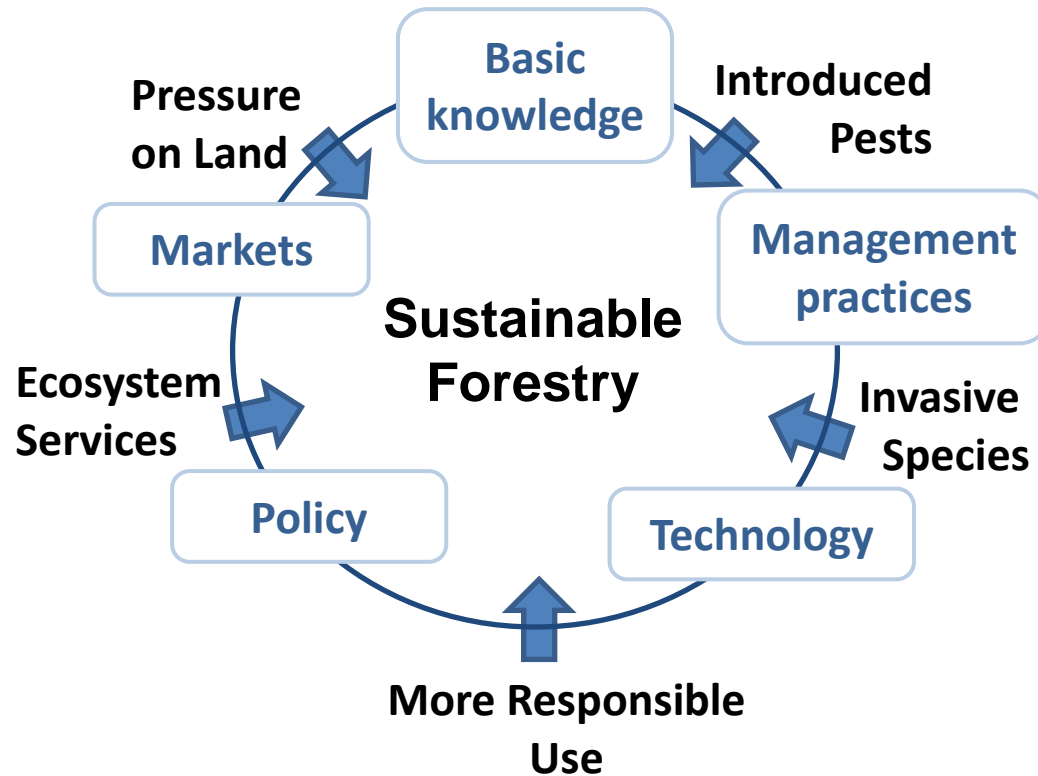 Basic
knowledge
Pressure
on Land
Introduced
Pests
Markets
Management
practices
Sustainable
Forestry
Ecosystem
Services
Invasive
Species
Policy
Technology
More Responsible
Use